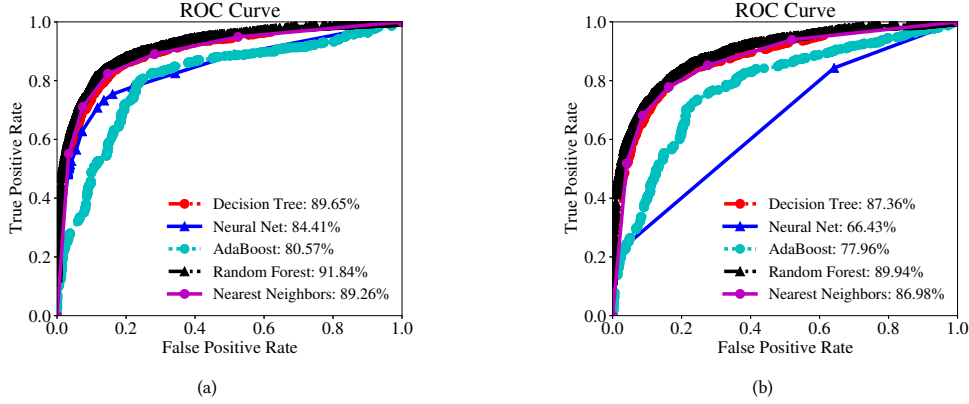 ROC Curve
True Positive Rate
1.0
0.8
0.6
0.4
0.2
0.0
Decision Tree: 89.65%
Neural Net: 84.41%
AdaBoost: 80.57%
Random Forest: 91.84%
Nearest Neighbors: 89.26%
0.0 0.2 0.4 0.6 0.8 1.0
False Positive Rate
(a)
ROC Curve
True Positive Rate
1.0
0.8
0.6
0.4
0.2
0.0
Decision Tree: 87.36%
Neural Net: 66.43%
AdaBoost: 77.96%
Random Forest: 89.94%
Nearest Neighbors: 86.98%
0.0 0.2 0.4 0.6 0.8 1.0
False Positive Rate
(b)